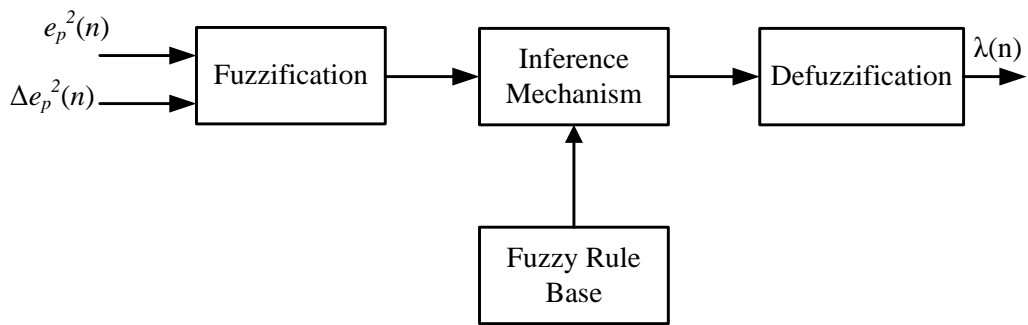 e_p^2(n)
Δe_p^2(n)
Fuzzification
Inference
Mechanism
Defuzzification
λ(n)
Fuzzy Rule
Base